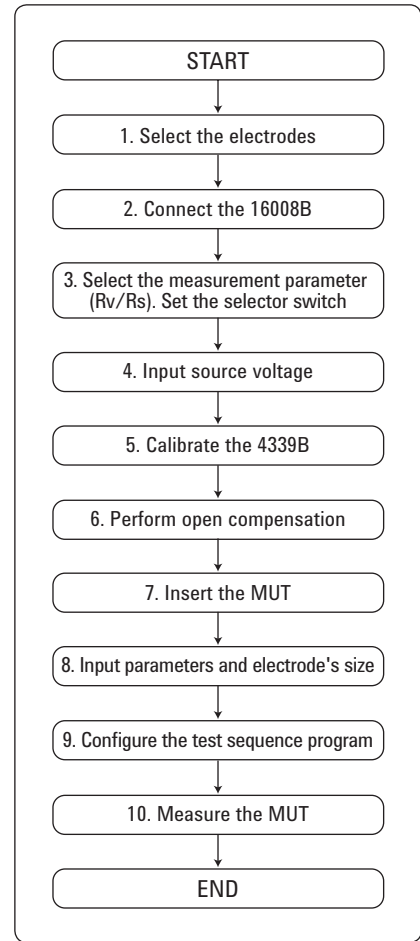 START
1. Select the electrodes
2. Connect the 16008B
3. Select the measurement parameter
(Rv/Rs). Set the selector switch
4. Input source voltage
5. Calibrate the 4339B
6. Perform open compensation
7. Insert the MUT
8. Input parameters and electrode's size
9. Configure the test sequence program
10. Measure the MUT
END